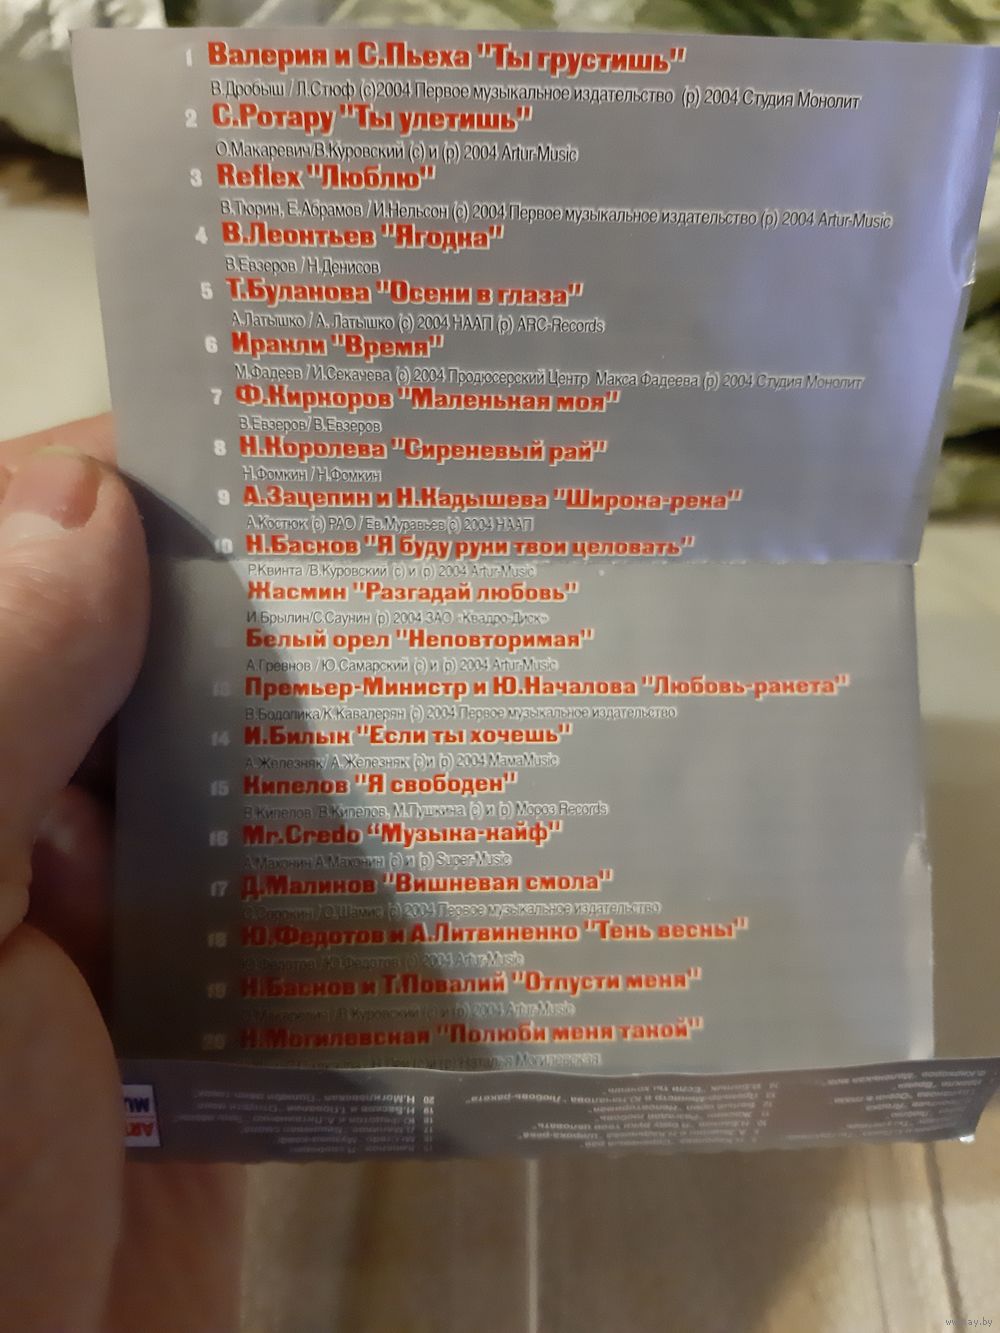 1 Валерия и С.Пьеха "Ты грустишь"
В.Дробыш / Л.Стюф (с)2004 Первое музыкальное издательство (р) 2004 Студия Монолит
2 С.Ротару "Ты улетишь"
О.Макаревич/В.Куровский (с) и (р) 2004 Artur-Music
3 Reflex "Люблю"
В.Тюрин, Е.Абрамов / И.Нельсон (с) 2004 Первое музыкальное издательство (р) 2004 Artur-Music
4 В.Леонтьев "Ягодка"
В.Евзеров / Н.Денисов
5 Т.Буланова "Осени в глаза"
А.Латышко / А. Латышко (с) 2004 НААП (р) ARC-Records
6 Иракли "Время"
М.Фадеев / И.Секачева (с) 2004 Продюсерский Центр Макса Фадеева (р) 2004 Студия Монолит
7 Ф.Киркоров "Маленькая моя"
В.Евзеров/ В.Евзеров
8 Н.Королева "Сиреневый рай"
Н.Фомкин / Н.Фомкин
9 А.Зацепин и Н.Кадышева "Широка-река"
А.Костюк (с) РАО / Ев.Муравьев(с) 2004 НААП
10 Н.Басков "Я буду руки твои целовать"
Р.Квинта /В.Куровский (с) и (р) 2004 Artur-Music
Жасмин "Разгадай любовь"
И.Брылин/С.Саунин (р) 2004 ЗАО «Квадро-Диск»
Белый орел "Неповторимая"
А.Гревнов / Ю.Самарский (с) и (р) 2004 Artur-Music
13 Премьер-Министр и Ю.Началова "Любовь-ракета"
В.Бодолика/К.Кавалерян (с) 2004 Первое музыкальное издательство
14 И.Билык "Если ты хочешь"
А.Железняк/ А.Железняк (с)и (р) 2004 МамаMusic
15 Кипелов "Я свободен"
В.Кипелов /В.Кипелов, М.Пушкина (с) и (р) Мороз Records
16 Mr.Credo "Музыка-кайф"
А.Махонин А.Махонин (с) и (р) Super-Music
17 Д.Маликов "Вишневая смола"
С.Сорокин / О.Шамис (с) 2004 Первое музыкальное издательство
18 Ю.Федотов и А.Литвиненко "Тень весны"
(с) 2004 Artur-Music
19 Н.Басков и Т.Повалий "Отпусти меня"
О.Макаревич / В.Куровский (с) и (р) 2004 Artur-Music
20 Н.Могилевская "Полюби меня такой"
Наталья Могилевская
www.ay.by